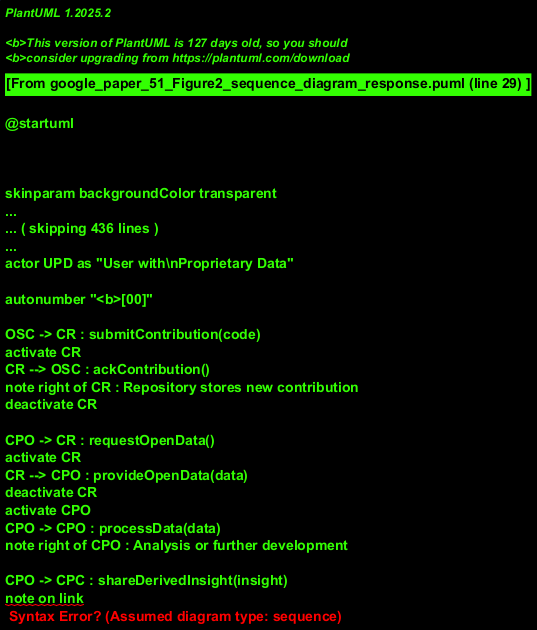 PlantUML 1.2025.2
<b>This version of PlantUML is 127 days old, so you should
<b>consider upgrading from https://plantuml.com/download
[From google_paper_51_Figure2_sequence_diagram_response.puml (line 29) ]
@startuml
skinparam backgroundColor transparent
...
... ( skipping 436 lines )
...
actor UPD as "User with\nProprietary Data"
autonumber "<b>[00]"
OSC -> CR : submitContribution(code)
activate CR
CR --> OSC : ackContribution()
note right of CR : Repository stores new contribution
deactivate CR
CPO -> CR : requestOpenData()
activate CR
CR --> CPO : provideOpenData(data)
deactivate CR
activate CPO
CPO -> CPO : processData(data)
note right of CPO : Analysis or further development
CPO -> CPC : shareDerivedInsight(insight)
note on link
Syntax Error? (Assumed diagram type: sequence)